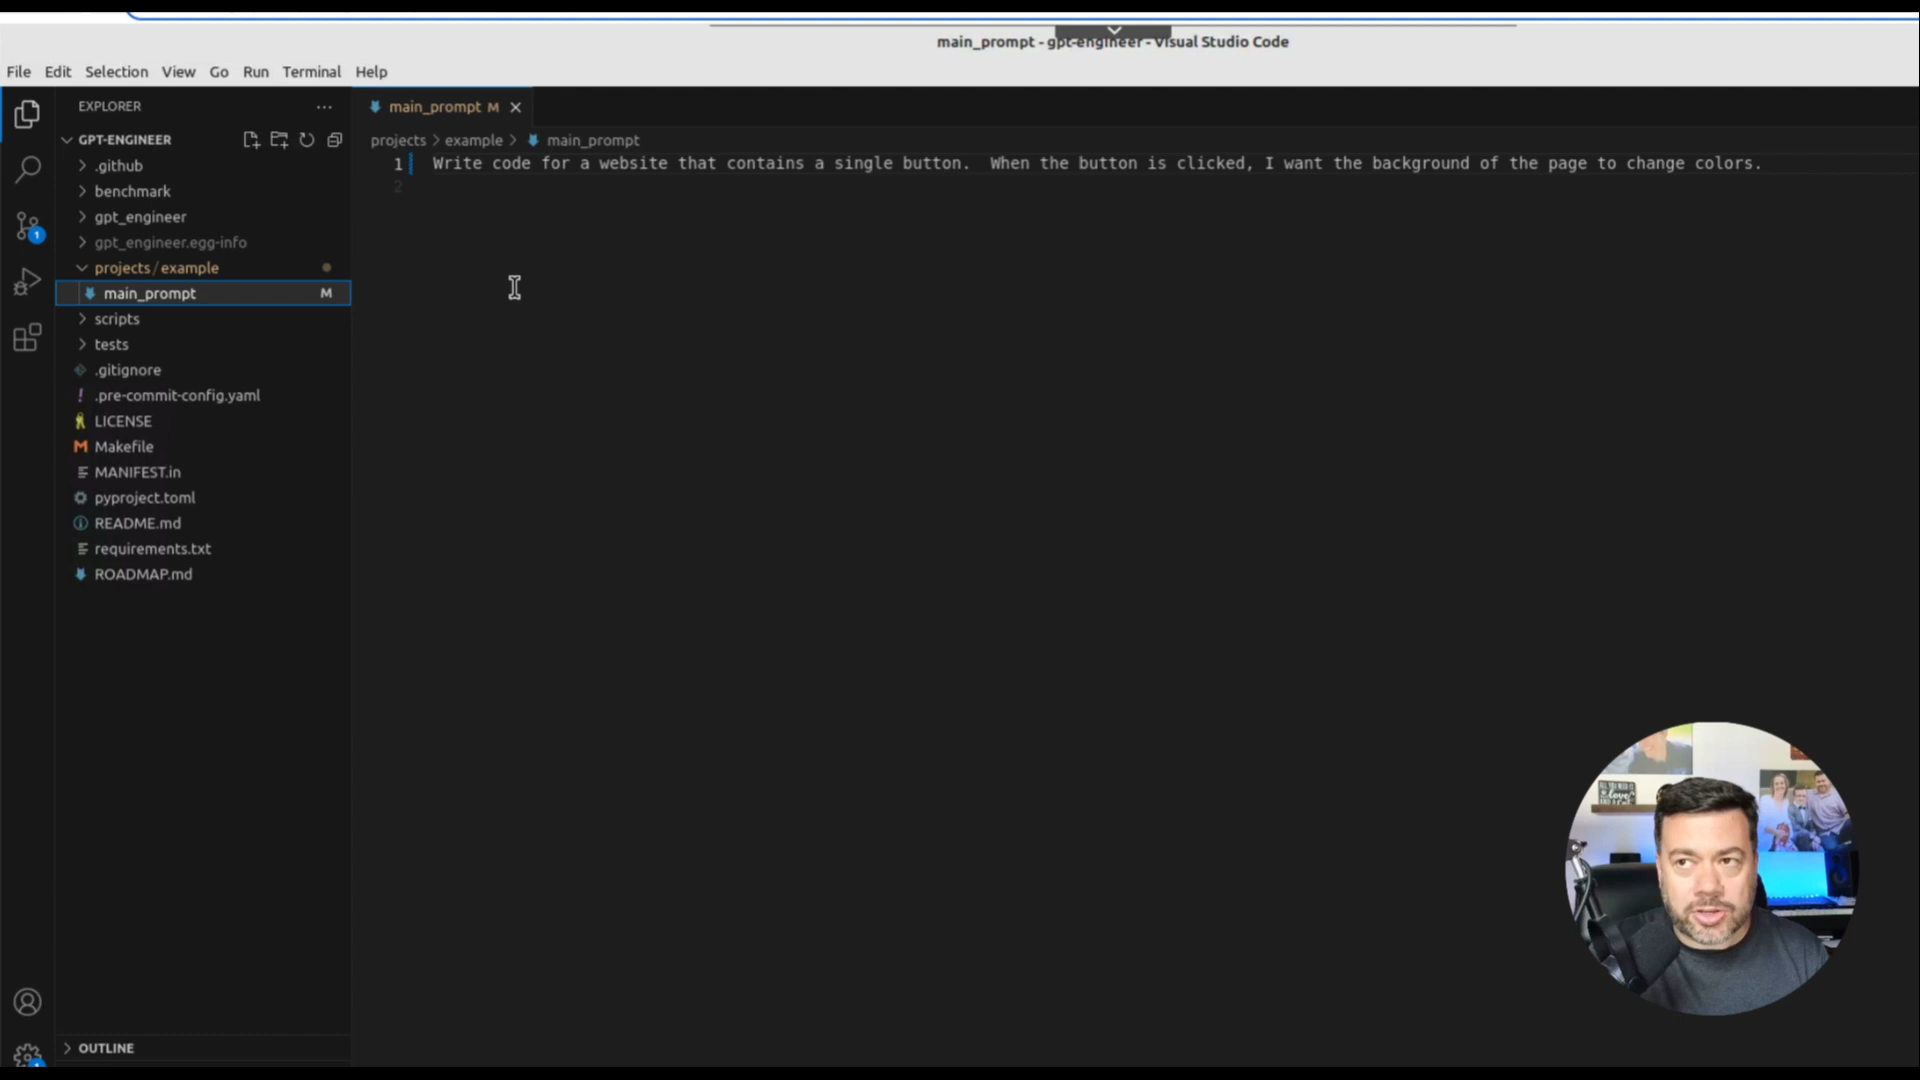 main_prompt - gpt-engineer - Visual Studio Code
File Edit Selection View Go Run Terminal Help
EXPLORER
GPT-ENGINEER
.github
benchmark
gpt_engineer
gpt_engineer.egg-info
projects / example
main_prompt M
scripts
tests
.gitignore
.pre-commit-config.yaml
LICENSE
Makefile
MANIFEST.in
pyproject.toml
README.md
requirements.txt
ROADMAP.md
OUTLINE
main_prompt M
projects > example > main_prompt
1 Write code for a website that contains a single button.  When the button is clicked, I want the background of the page to change colors.
2
1
love